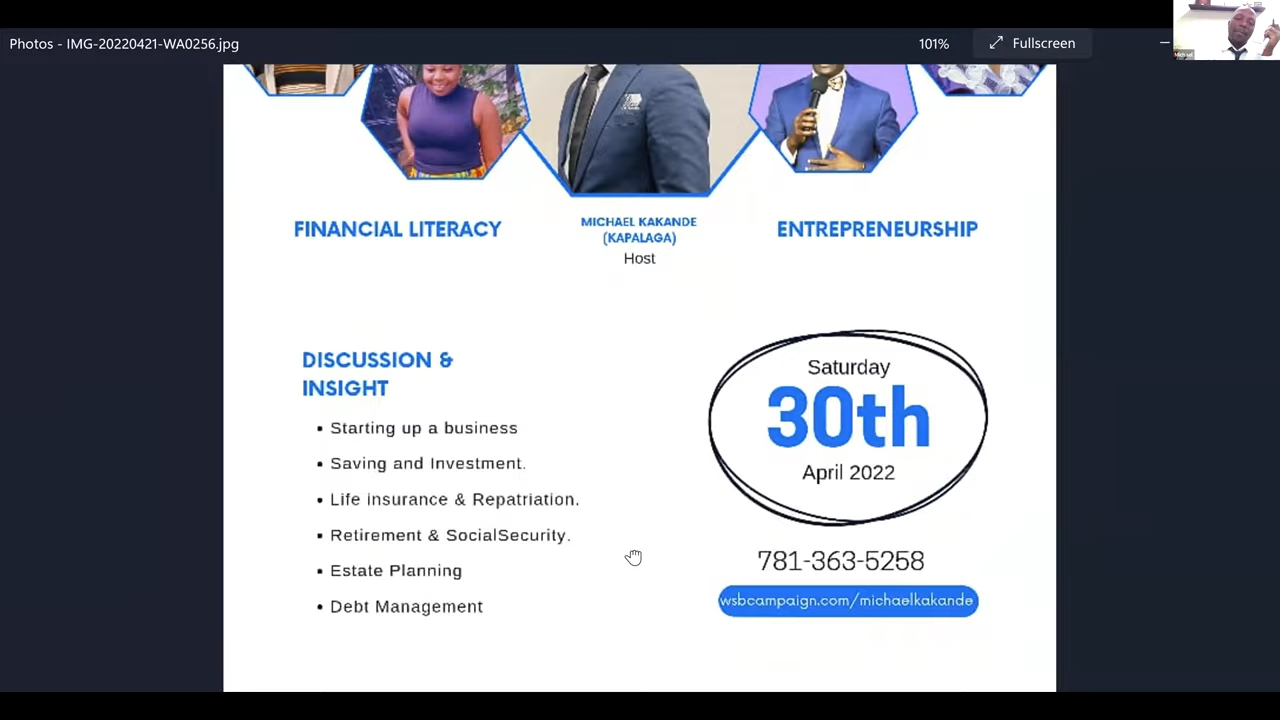 Photos - IMG-20220421-WA0256.jpg
101%
Fullscreen
Michael
FINANCIAL LITERACY
MICHAEL KAKANDE
(KAPALAGA)
Host
ENTREPRENEURSHIP
DISCUSSION &
INSIGHT
• Starting up a business
• Saving and Investment.
• Life insurance & Repatriation.
• Retirement & SocialSecurity.
• Estate Planning
• Debt Management
Saturday
30th
April 2022
781-363-5258
wsbcampaign.com/michaelkakande